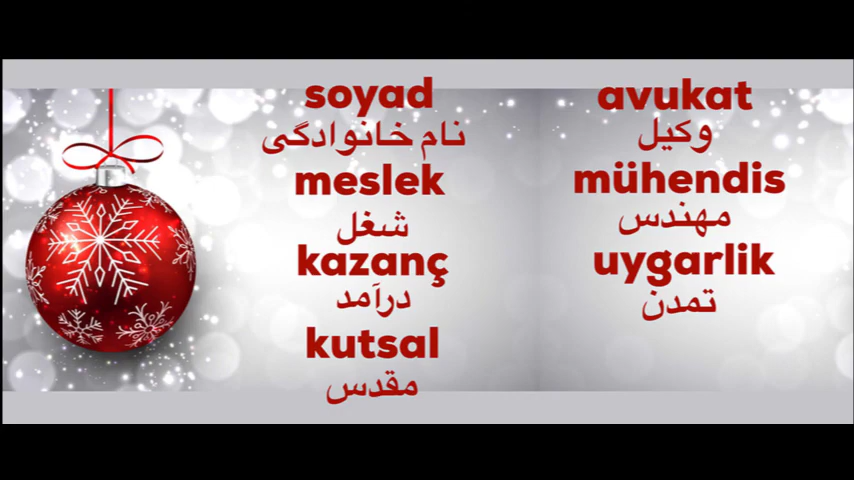 soyad
نام خانوادگی
meslek
شغل
kazanç
درآمد
kutsal
مقدس
avukat
وکیل
mühendis
مهندس
uygarlik
تمدن